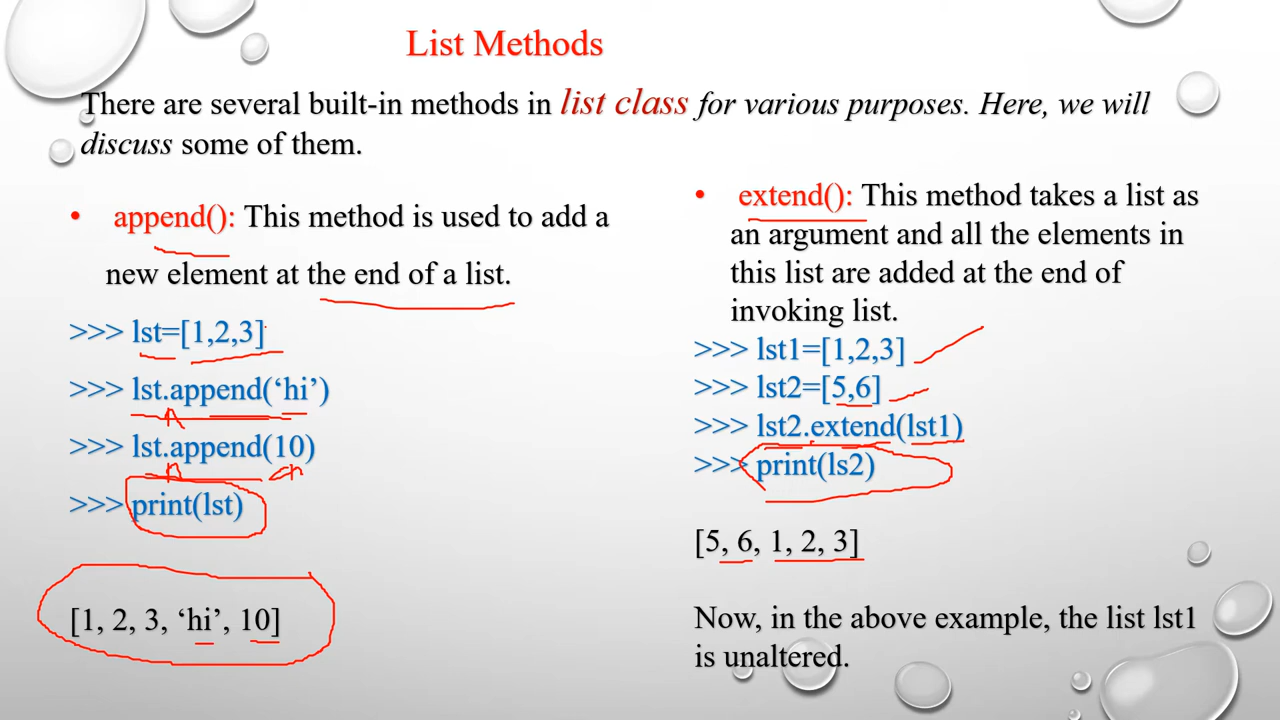 List Methods
There are several built-in methods in list class for various purposes. Here, we will
discuss some of them.
• append(): This method is used to add a
new element at the end of a list.
>>> lst=[1,2,3]
>>> lst.append(‘hi’)
>>> lst.append(10)
>>> print(lst)
[1, 2, 3, ‘hi’, 10]
• extend(): This method takes a list as
an argument and all the elements in
this list are added at the end of
invoking list.
>>> lst1=[1,2,3]
>>> lst2=[5,6]
>>> lst2.extend(lst1)
>>> print(ls2)
[5, 6, 1, 2, 3]
Now, in the above example, the list lst1
is unaltered.